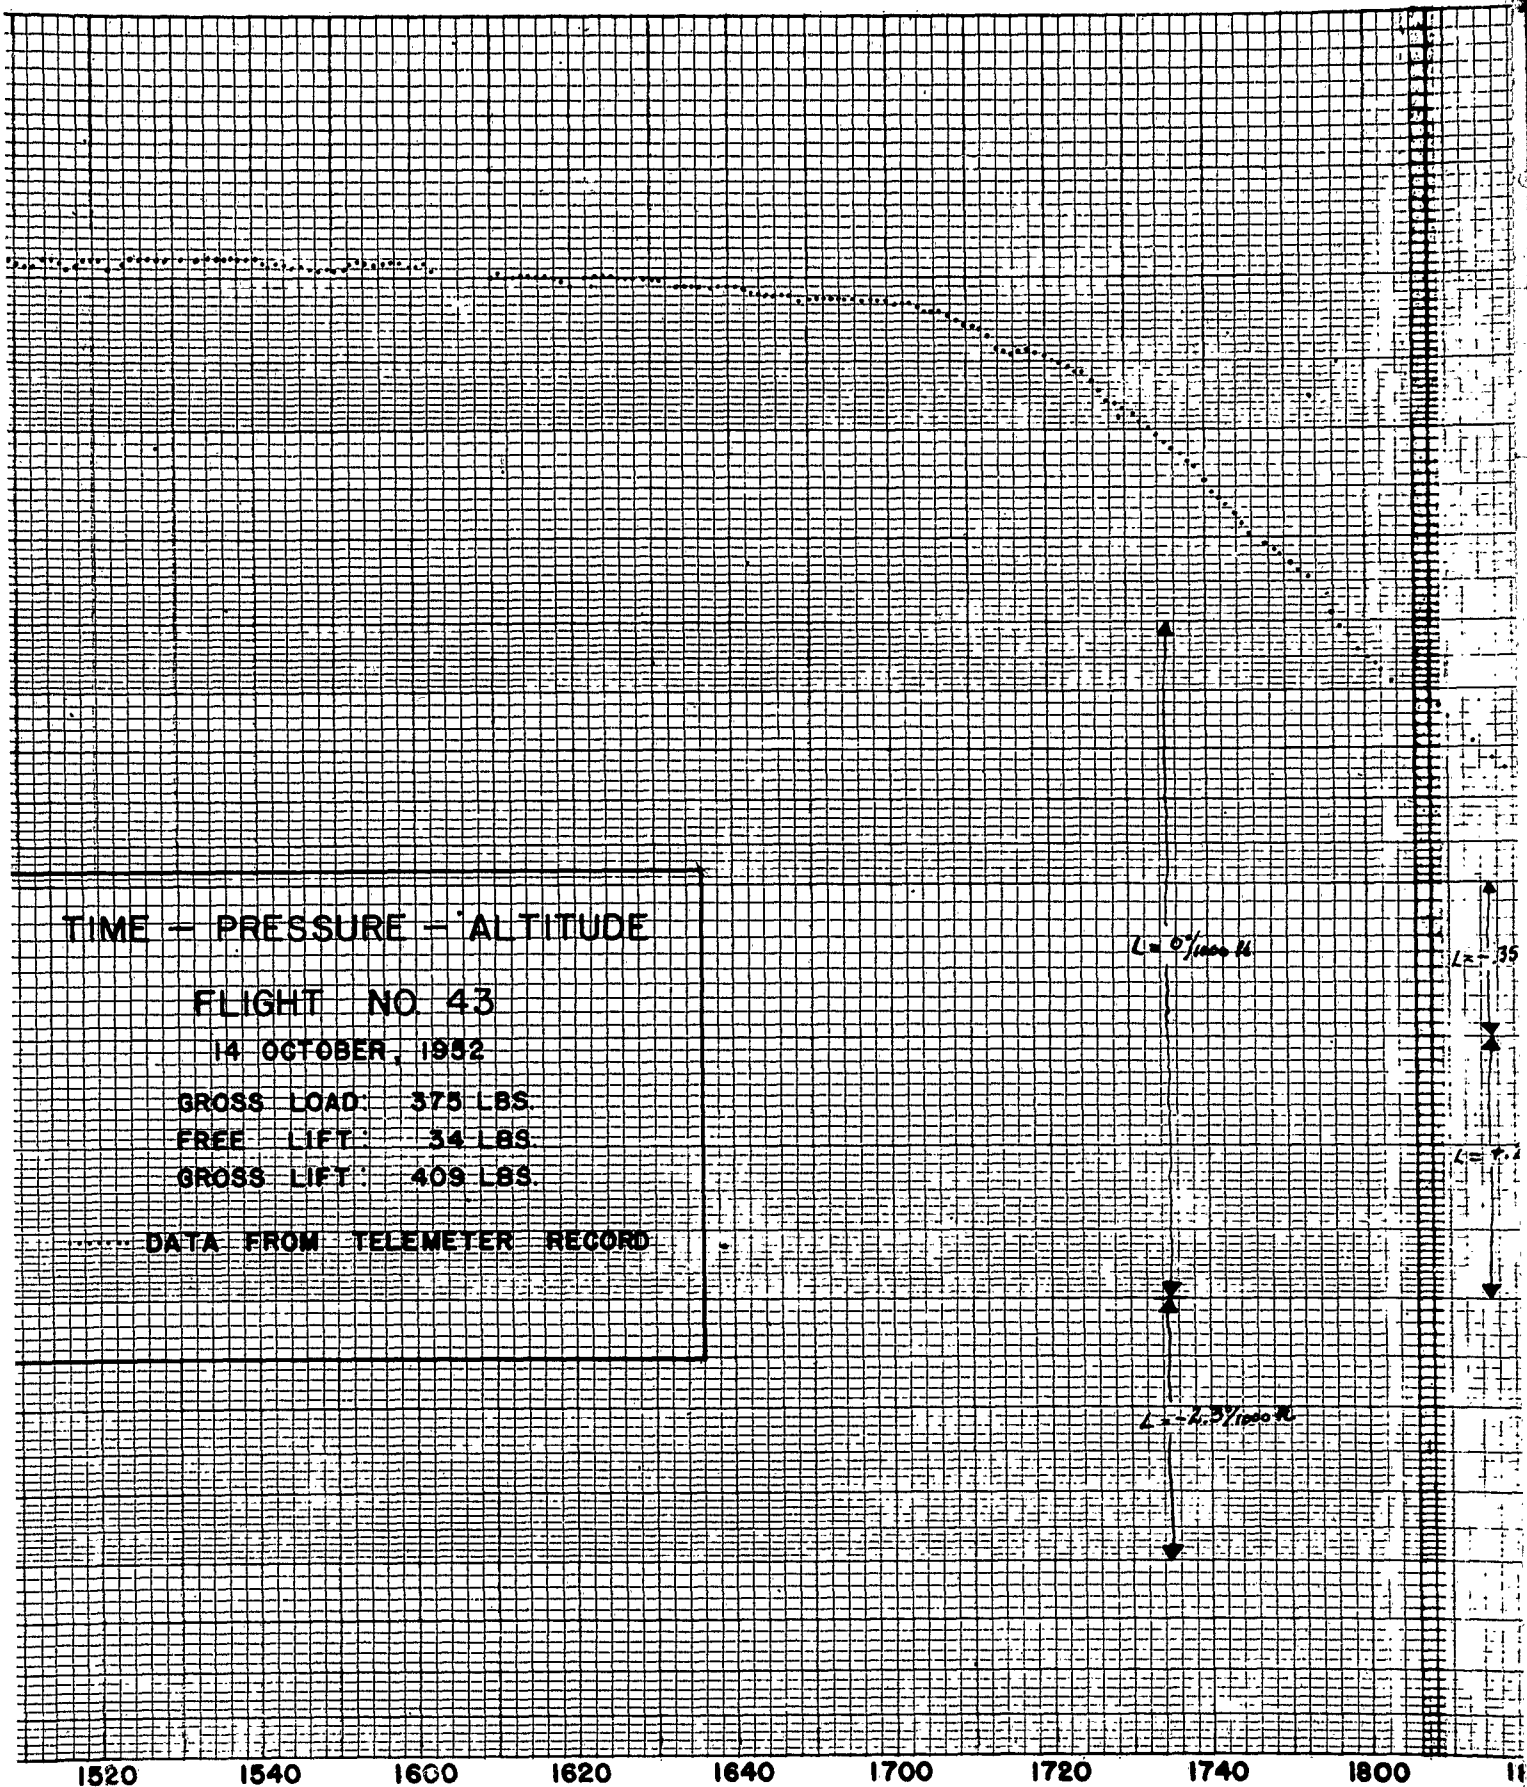 TIME — PRESSURE — ALTITUDE
FLIGHT NO. 43
14 OCTOBER, 1952
GROSS LOAD: 375 LBS.
FREE LIFT: 34 LBS.
GROSS LIFT: 409 LBS.
........ DATA FROM TELEMETER RECORD
L = 0°/1000 ft
L = -.35
L = +.2
L = -2.3°/1000 ft
1520 1540 1600 1620 1640 1700 1720 1740 1800